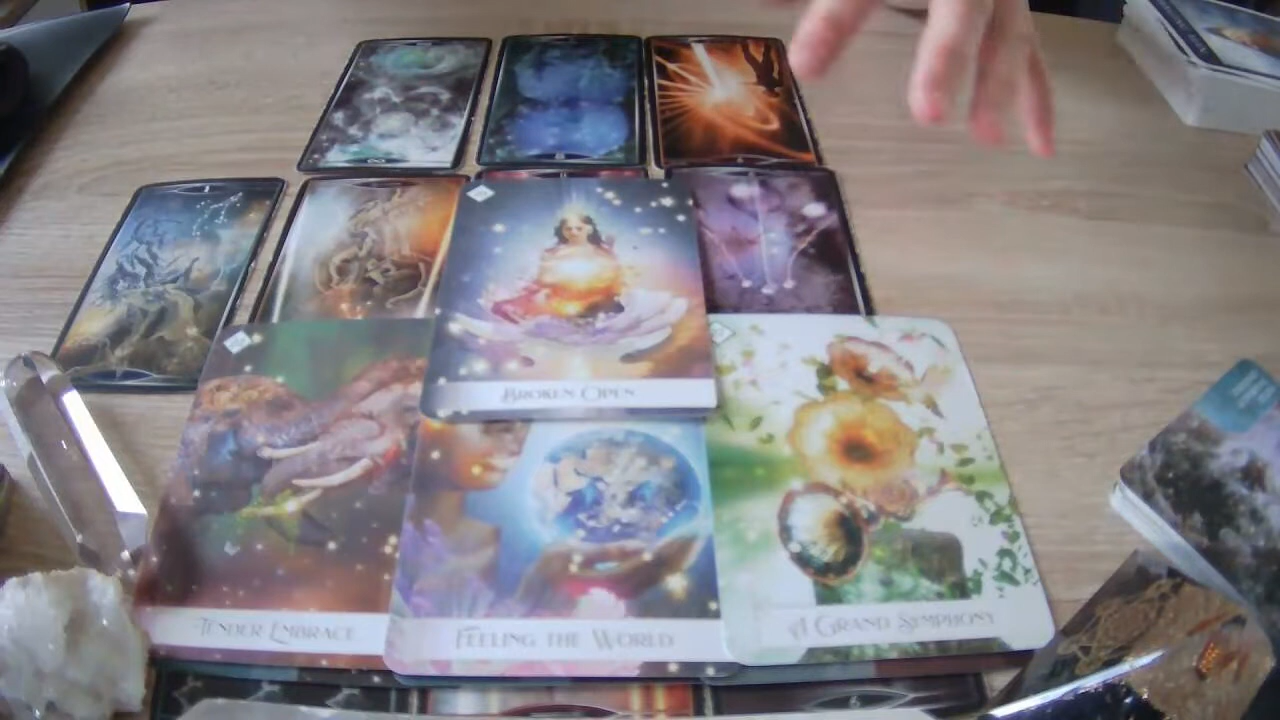 I
BROKEN OPEN
TENDER EMBRACE
FEELING THE WORLD
A GRAND SYMPHONY